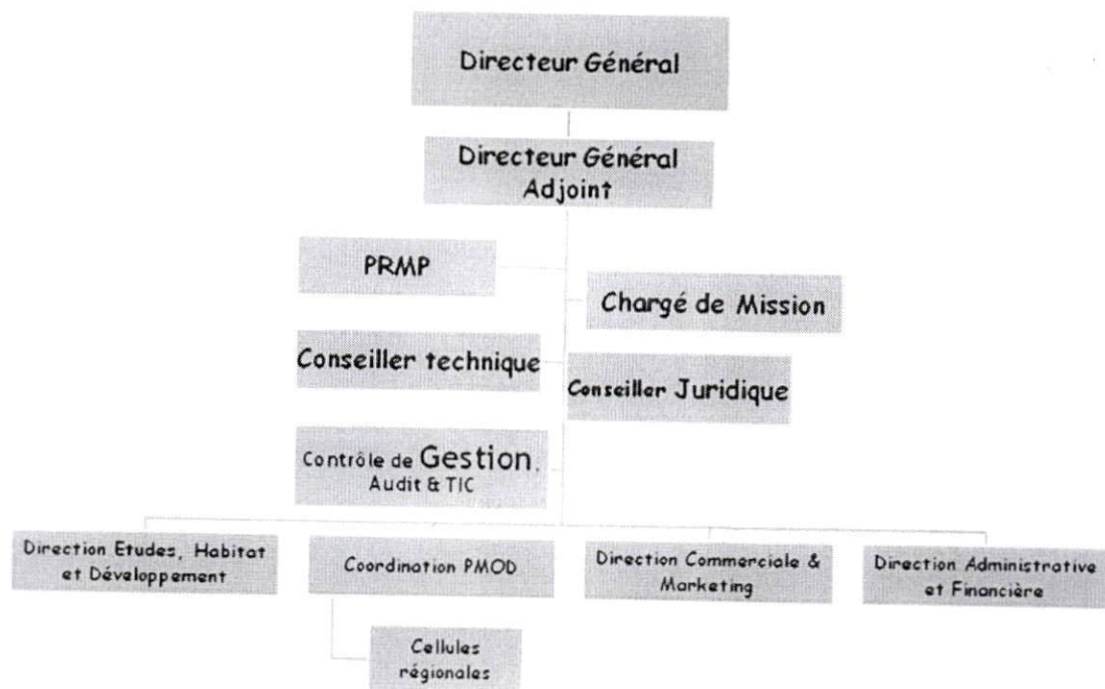 Directeur Général
Directeur Général
Adjoint
PRMP
Chargé de Mission
Conseiller technique
Conseiller Juridique
Contrôle de Gestion.
Audit & TIC
Direction Etudes, Habitat
et Développement
Coordination PMOD
Direction Commerciale &
Marketing
Direction Administrative
et Financière
Cellules
régionales